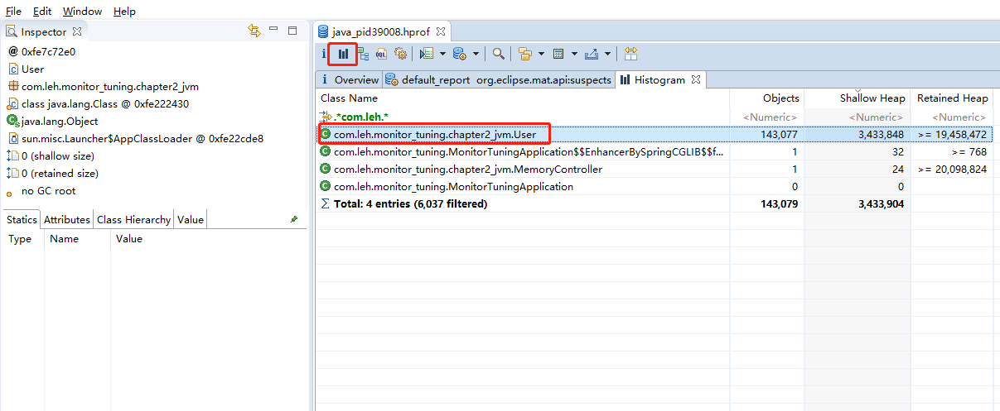 File Edit Window Help
Inspector
@ 0xfe7c72e0
User
com.leh.monitor_tuning.chapter2_jvm
class java.lang.Class @ 0xfe222430
java.lang.Object
sun.misc.Launcher$AppClassLoader @ 0xfe22cde8
0 (shallow size)
0 (retained size)
no GC root
Statics Attributes Class Hierarchy Value
Type Name Value
java_pid39008.hprof
i OQL
i Overview default_report org.eclipse.mat.api:suspects Histogram
Class Name Objects Shallow Heap Retained Heap
.*com.leh.* <Numeric> <Numeric> <Numeric>
com.leh.monitor_tuning.chapter2_jvm.User 143,077 3,433,848 >= 19,458,472
com.leh.monitor_tuning.MonitorTuningApplication$$EnhancerBySpringCGLIB$$f... 1 32 >= 768
com.leh.monitor_tuning.chapter2_jvm.MemoryController 1 24 >= 20,098,824
com.leh.monitor_tuning.MonitorTuningApplication 0 0
∑ Total: 4 entries (6,037 filtered) 143,079 3,433,904